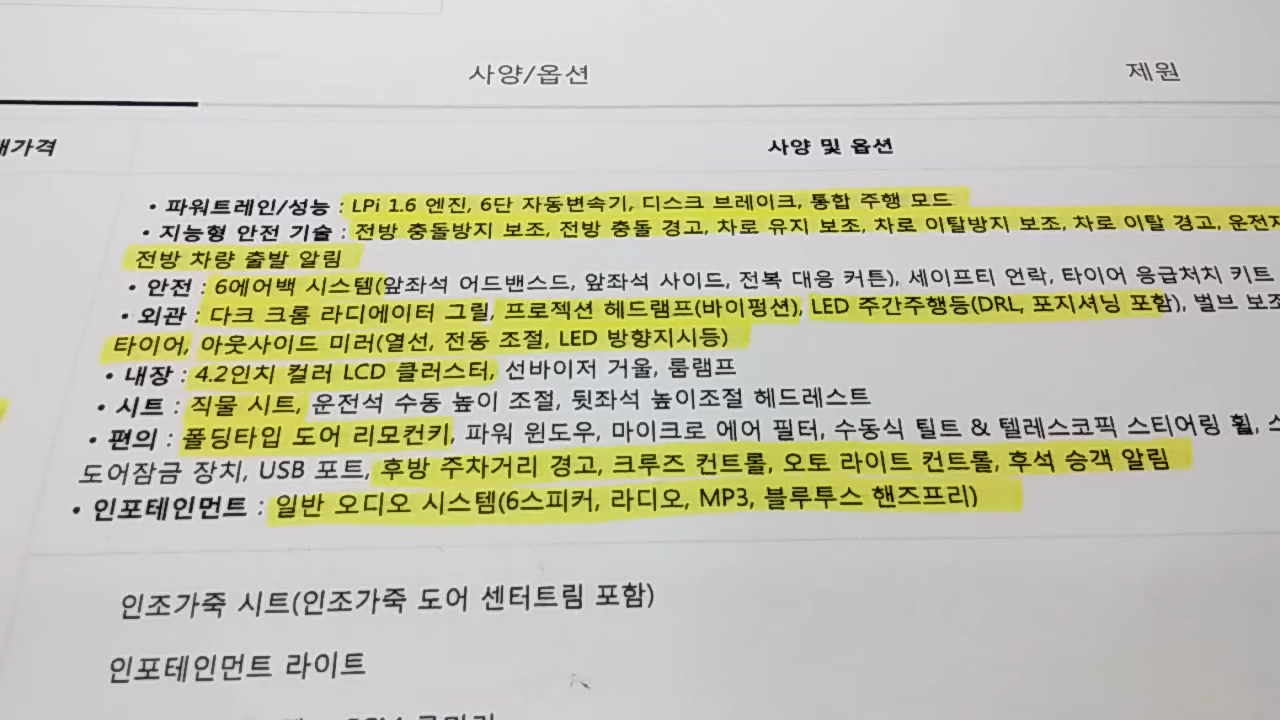 사양/옵션
제원
매가격
사양 및 옵션
• 파워트레인/성능 : LPi 1.6 엔진, 6단 자동변속기, 디스크 브레이크, 통합 주행 모드
• 지능형 안전 기술 : 전방 충돌방지 보조, 전방 충돌 경고, 차로 유지 보조, 차로 이탈방지 보조, 차로 이탈 경고, 운전자
전방 차량 출발 알림
• 안전 : 6에어백 시스템(앞좌석 어드밴스드, 앞좌석 사이드, 전복 대응 커튼), 세이프티 언락, 타이어 응급처치 키트
• 외관 : 다크 크롬 라디에이터 그릴, 프로젝션 헤드램프(바이펑션), LED 주간주행등(DRL, 포지셔닝 포함), 벌브 보조
타이어, 아웃사이드 미러(열선, 전동 조절, LED 방향지시등)
• 내장 : 4.2인치 컬러 LCD 클러스터, 선바이저 거울, 룸램프
• 시트 : 직물 시트, 운전석 수동 높이 조절, 뒷좌석 높이조절 헤드레스트
• 편의 : 폴딩타입 도어 리모컨키, 파워 윈도우, 마이크로 에어 필터, 수동식 틸트 & 텔레스코픽 스티어링 휠,
도어잠금 장치, USB 포트, 후방 주차거리 경고, 크루즈 컨트롤, 오토 라이트 컨트롤, 후석 승객 알림
• 인포테인먼트 : 일반 오디오 시스템(6스피커, 라디오, MP3, 블루투스 핸즈프리)
인조가죽 시트(인조가죽 도어 센터트림 포함)
인포테인먼트 라이트